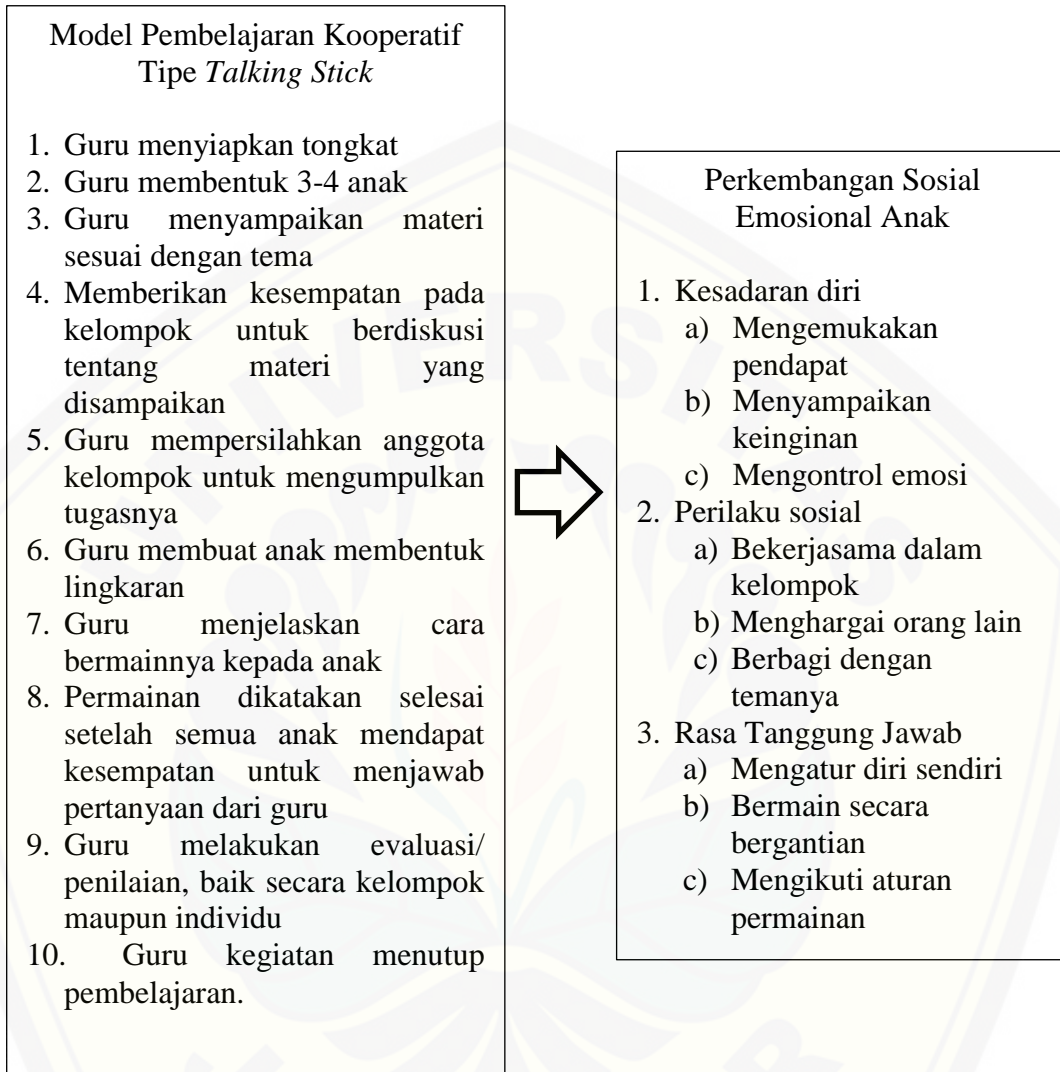 Model Pembelajaran Kooperatif
Tipe Talking Stick
1. Guru menyiapkan tongkat
2. Guru membentuk 3-4 anak
3. Guru menyampaikan materi
sesuai dengan tema
4. Memberikan kesempatan pada
kelompok untuk berdiskusi
tentang materi yang
disampaikan
5. Guru mempersilahkan anggota
kelompok untuk mengumpulkan
tugasnya
6. Guru membuat anak membentuk
lingkaran
7. Guru menjelaskan cara
bermainnya kepada anak
8. Permainan dikatakan selesai
setelah semua anak mendapat
kesempatan untuk menjawab
pertanyaan dari guru
9. Guru melakukan evaluasi/
penilaian, baik secara kelompok
maupun individu
10. Guru kegiatan menutup
pembelajaran.
Perkembangan Sosial
Emosional Anak
1. Kesadaran diri
a) Mengemukakan
pendapat
b) Menyampaikan
keinginan
c) Mengontrol emosi
2. Perilaku sosial
a) Bekerjasama dalam
kelompok
b) Menghargai orang lain
c) Berbagi dengan
temanya
3. Rasa Tanggung Jawab
a) Mengatur diri sendiri
b) Bermain secara
bergantian
c) Mengikuti aturan
permainan
UNIVERSITAS